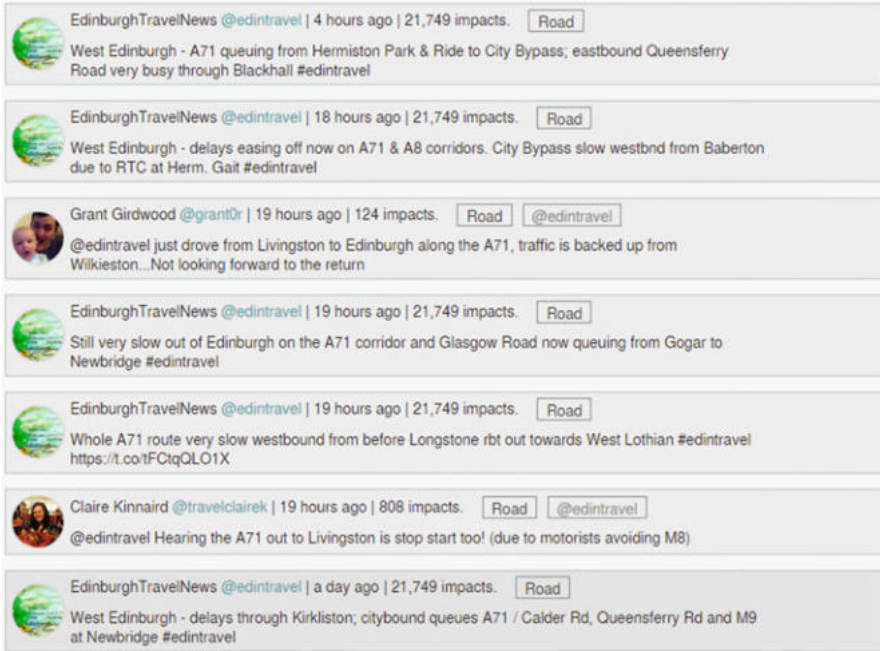 EdinburghTravelNews @edintravel | 4 hours ago | 21,749 impacts. Road
West Edinburgh - A71 queuing from Hermiston Park & Ride to City Bypass; eastbound Queensferry
Road very busy through Blackhall #edintravel
EdinburghTravelNews @edintravel | 18 hours ago | 21,749 impacts. Road
West Edinburgh - delays easing off now on A71 & A8 corridors. City Bypass slow westbnd from Baberton
due to RTC at Herm. Gait #edintravel
Grant Girdwood @grant0r | 19 hours ago | 124 impacts. Road @edintravel
@edintravel just drove from Livingston to Edinburgh along the A71, traffic is backed up from
Wilkieston...Not looking forward to the return
EdinburghTravelNews @edintravel | 19 hours ago | 21,749 impacts. Road
Still very slow out of Edinburgh on the A71 corridor and Glasgow Road now queuing from Gogar to
Newbridge #edintravel
EdinburghTravelNews @edintravel | 19 hours ago | 21,749 impacts. Road
Whole A71 route very slow westbound from before Longstone rbt out towards West Lothian #edintravel
https://t.co/tFCtqQLO1X
Claire Kinnaird @travelclairek | 19 hours ago | 808 impacts. Road @edintravel
@edintravel Hearing the A71 out to Livingston is stop start too! (due to motorists avoiding M8)
EdinburghTravelNews @edintravel | a day ago | 21,749 impacts. Road
West Edinburgh - delays through Kirkliston; citybound queues A71 / Calder Rd, Queensferry Rd and M9
at Newbridge #edintravel